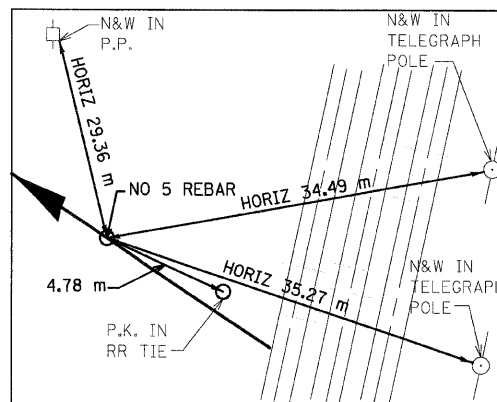 N&W IN
P.P.
N&W IN
TELEGRAPH
POLE
HORIZ 29.36 m
NO 5 REBAR
HORIZ 34.49 m
4.78 m
HORIZ 35.27 m
N&W IN
TELEGRAPH
POLE
P.K. IN
RR TIE